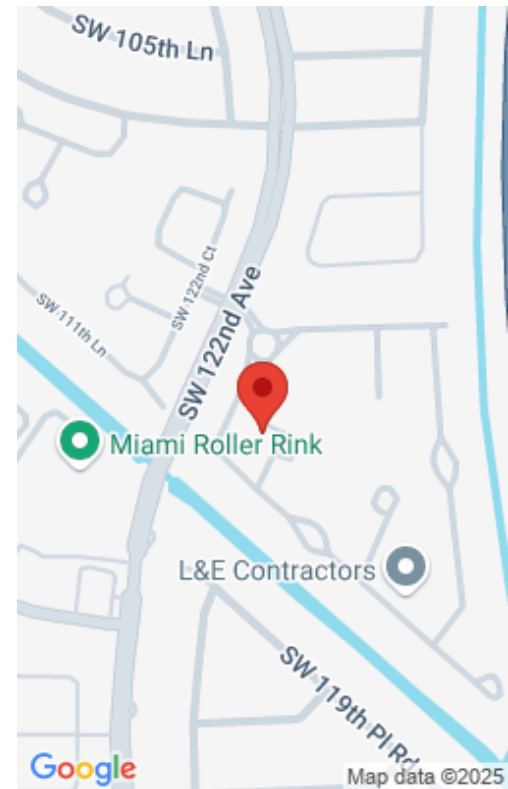 SW 105th Ln
SW 122nd Ct
SW 122nd Ave
SW 111th Ln
Miami Roller Rink
L&E Contractors
SW 119th Pl Rd
Google
Map data ©2025